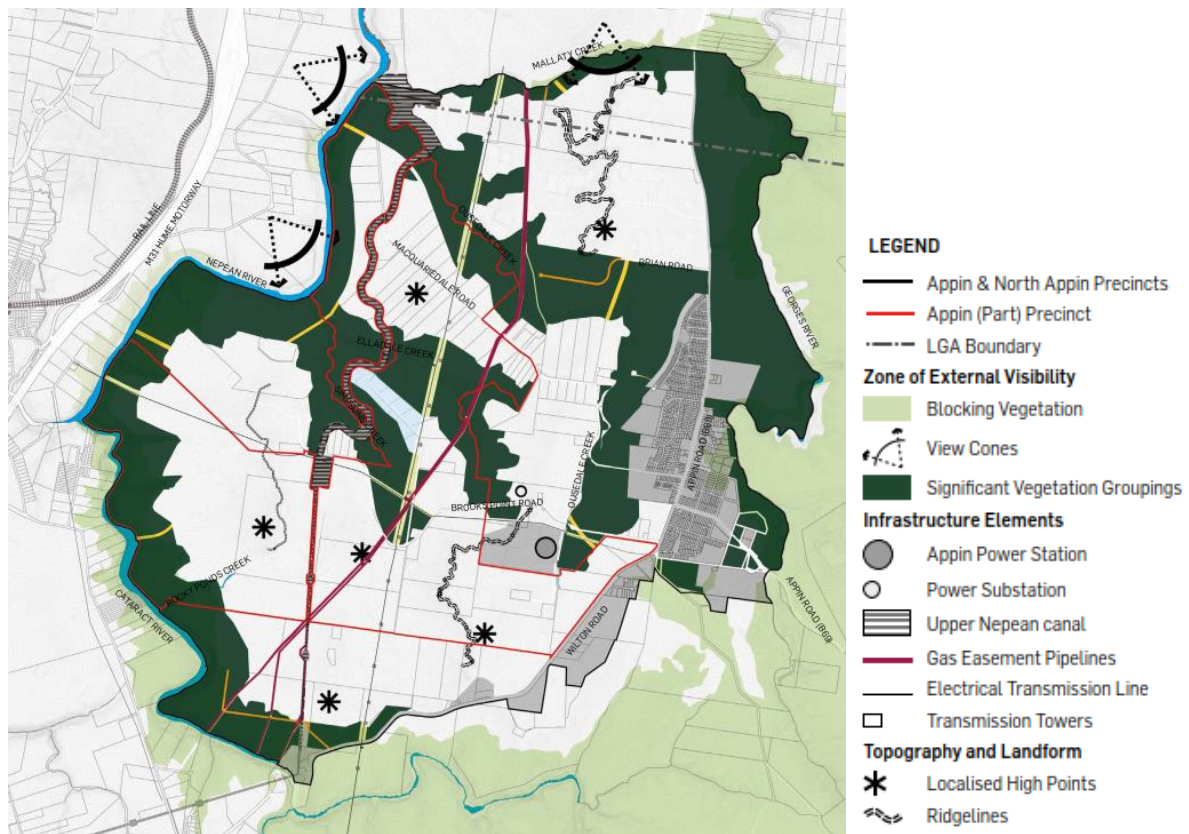 MALLATY CREEK
RAIL LINE
M31 HUME MOTORWAY
NEPEAN RIVER
OUSEDALE CREEK
MACQUARIEDALE ROAD
BRIAN ROAD
GEORGES RIVER
ELLADALE CREEK
APPIN ROAD (B69)
OUSEDALE CREEK
BROOKS POINT ROAD
ROCKY PONDS CREEK
CATARACT RIVER
WILTON ROAD
APPIN ROAD (B69)
LEGEND
Appin & North Appin Precincts
Appin (Part) Precinct
LGA Boundary
Zone of External Visibility
Blocking Vegetation
View Cones
Significant Vegetation Groupings
Infrastructure Elements
Appin Power Station
Power Substation
Upper Nepean canal
Gas Easement Pipelines
Electrical Transmission Line
Transmission Towers
Topography and Landform
Localised High Points
Ridgelines